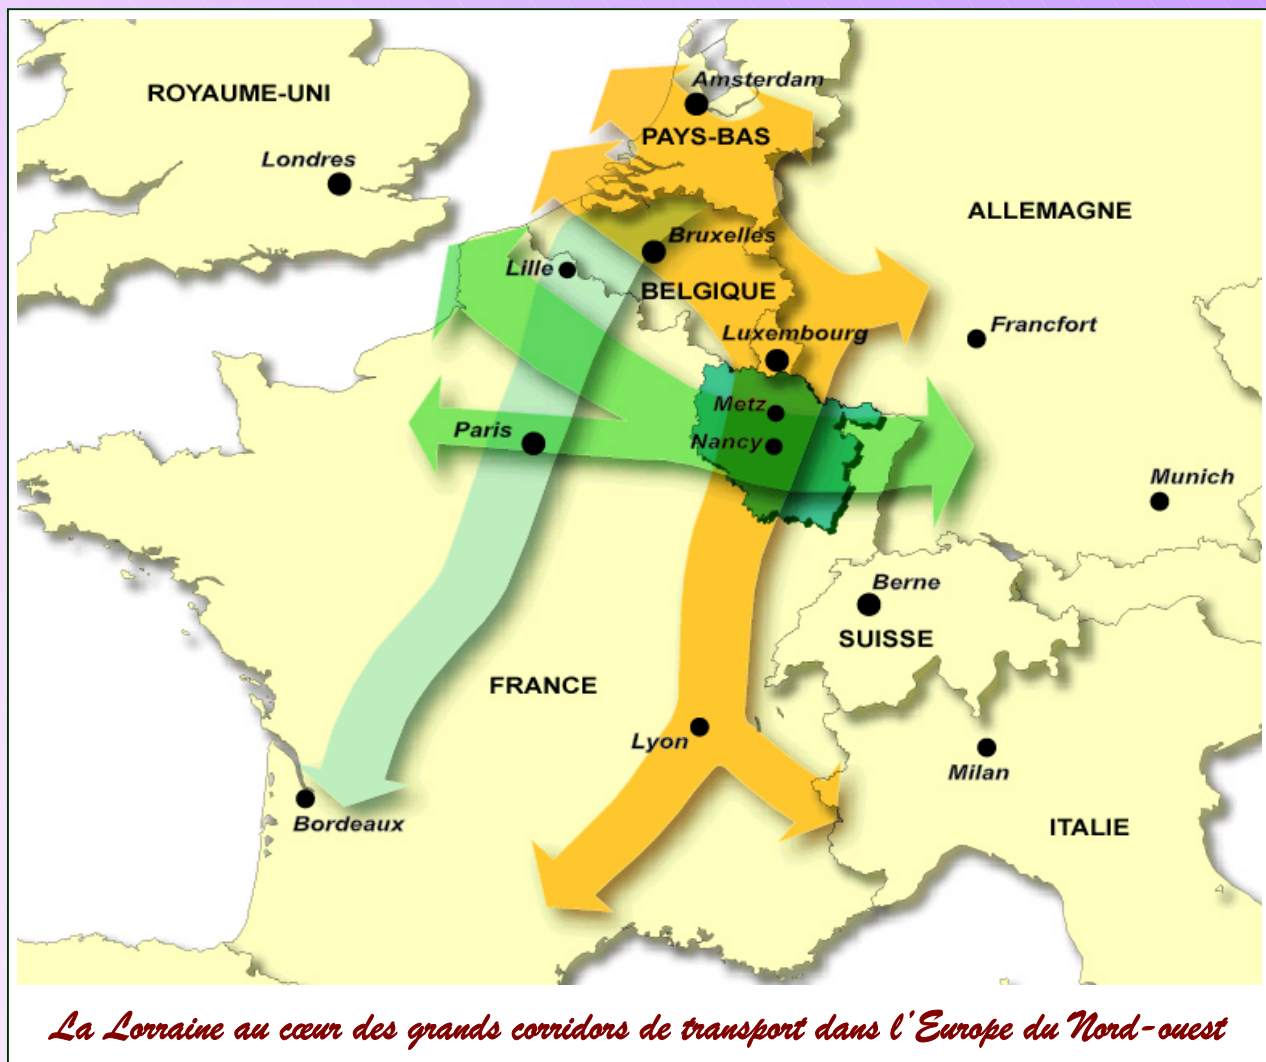 Amsterdam
ROYAUME-UNI
PAYS-BAS
Londres
ALLEMAGNE
Bruxelles
Lille
BELGIQUE
Francfort
Luxembourg
Metz
Paris
Nancy
Munich
Berne
SUISSE
FRANCE
Lyon
Milan
Bordeaux
ITALIE
La Lorraine au cœur des grands corridors de transport dans l'Europe du Nord-ouest